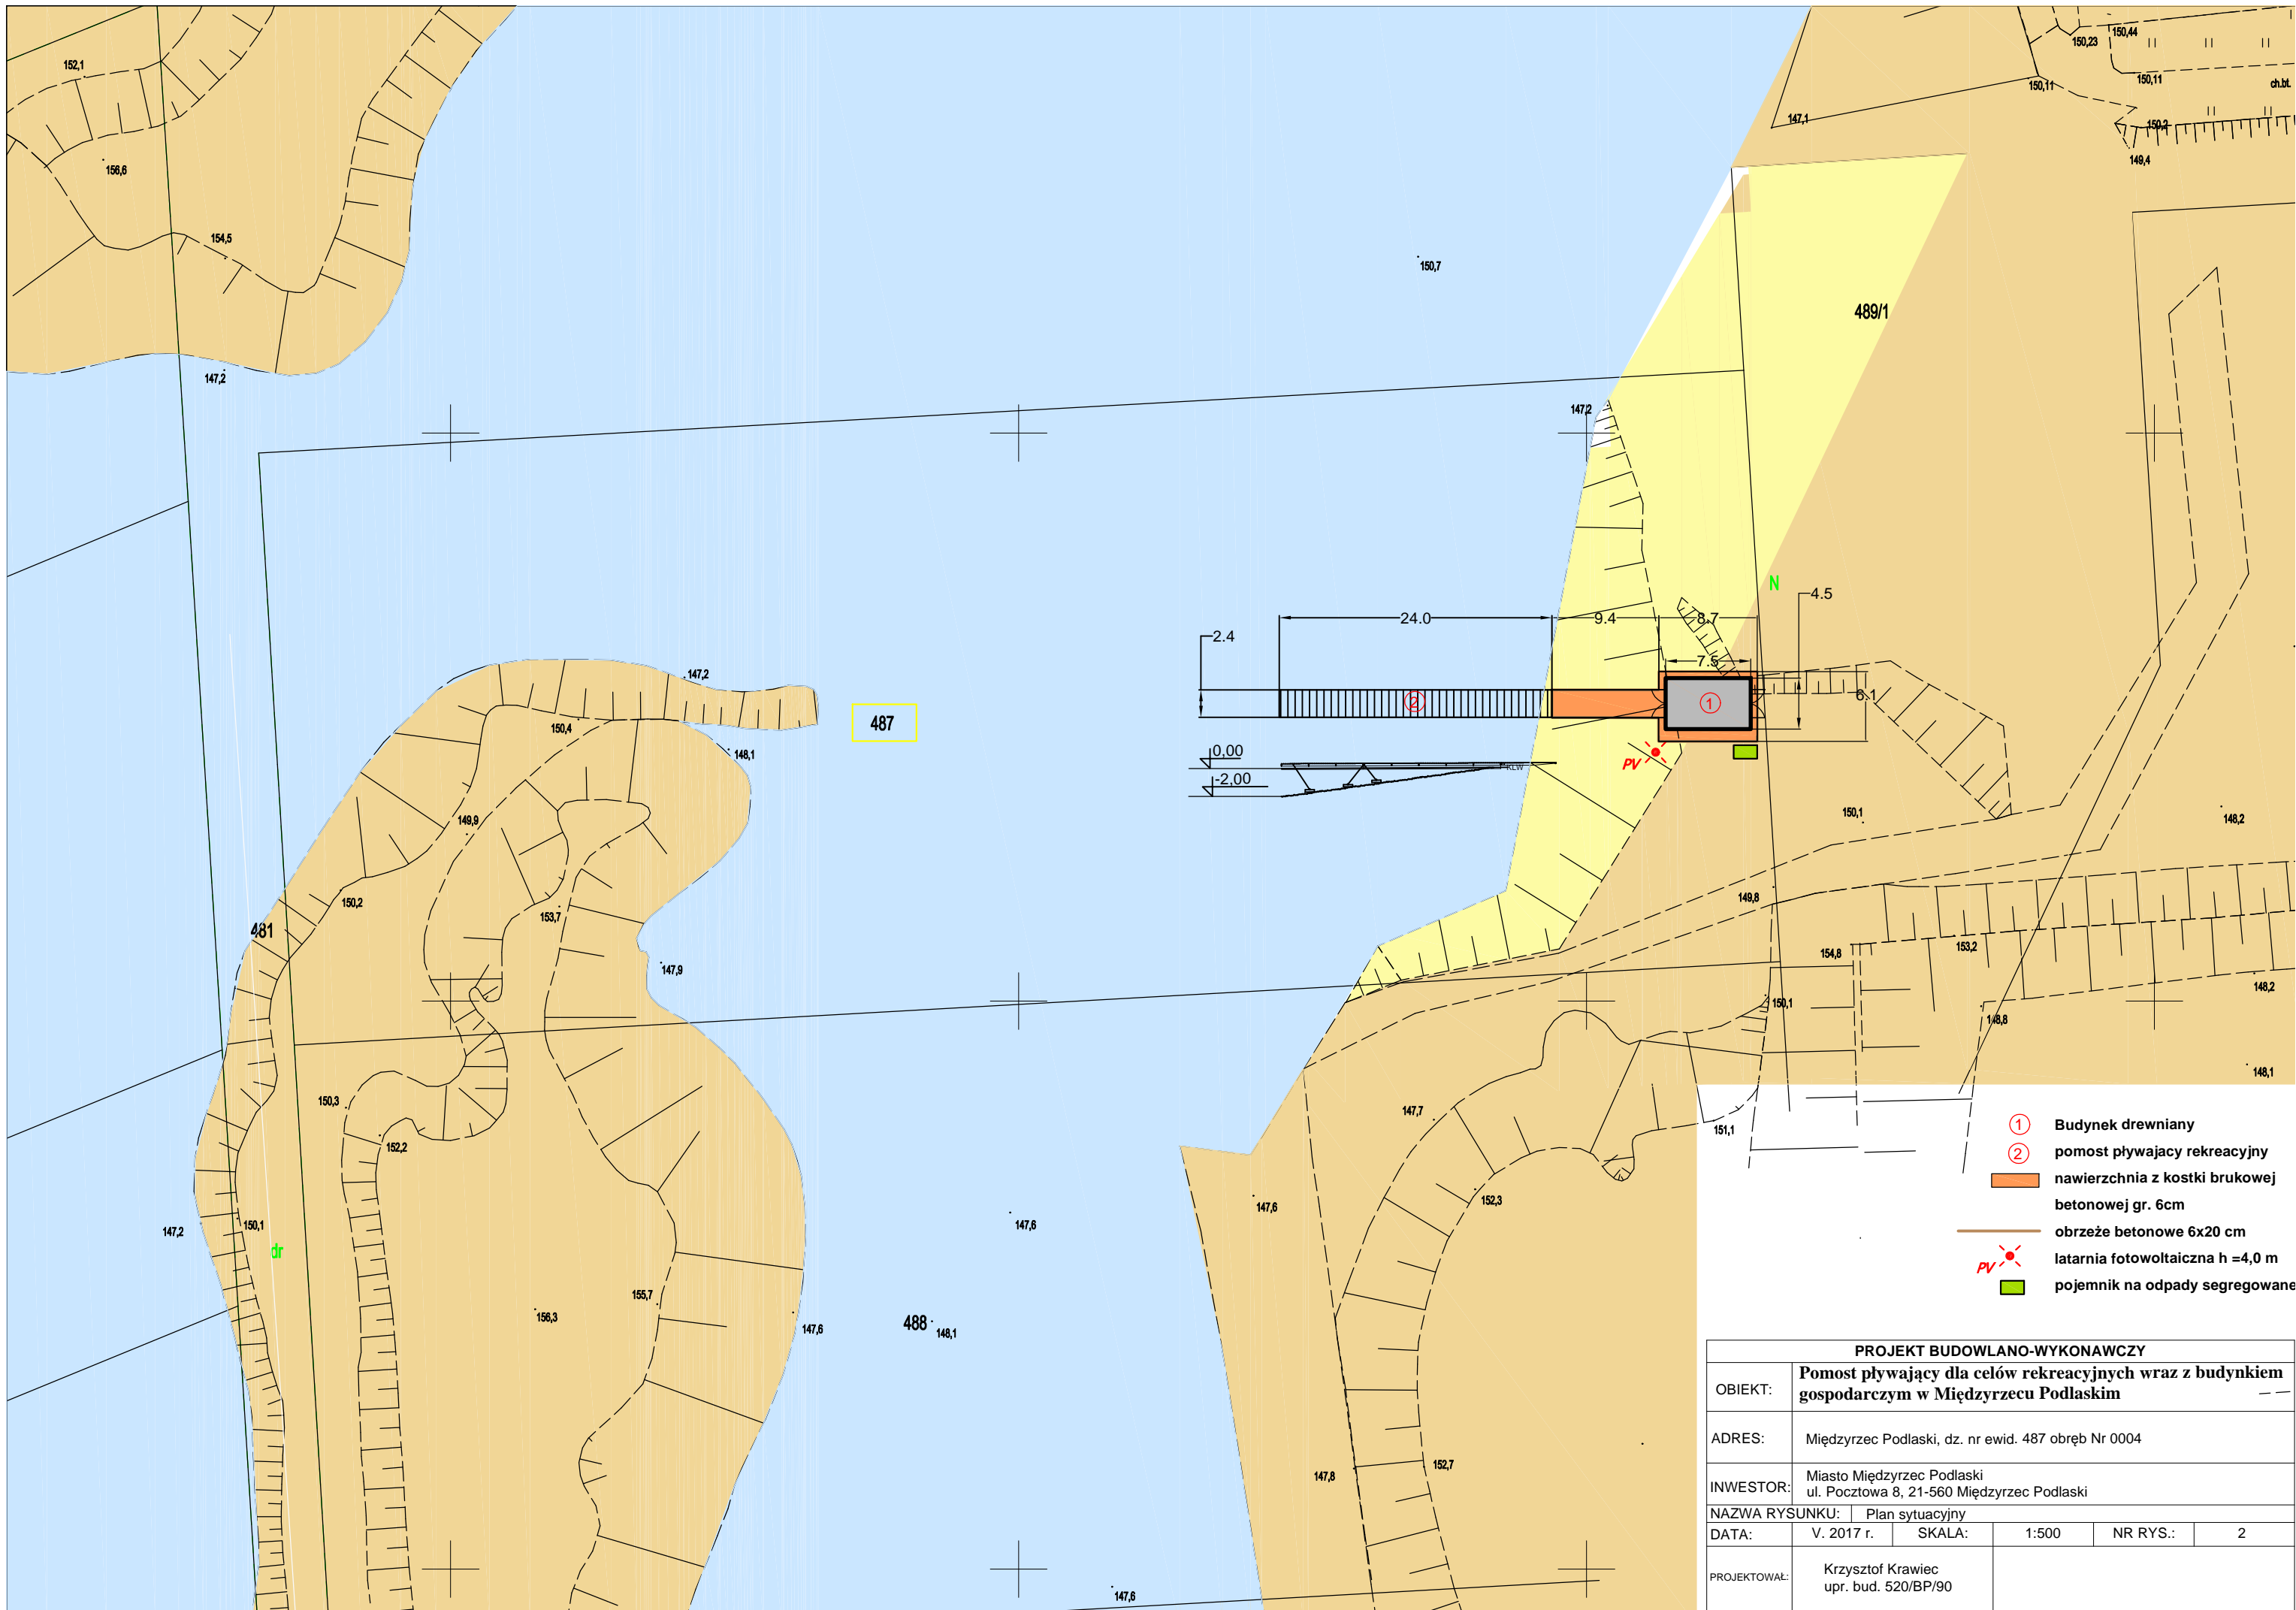 152,1
156,6
154,5
147,2
150,7
147,1
150,23
150,44
150,11
150,11
ch.bt.
150,2
149,4
489/1
147,2
N
24.0
9.4
8.7
4.5
2.4
7.5
6.1
2
1
0,00
-2,00
KLW
PV
147,2
150,4
487
148,1
149,9
150,2
153,7
481
147,9
150,1
148,2
149,8
154,8
153,2
148,2
150,1
148,8
148,1
150,3
152,2
147,7
151,1
147,2
150,1
dr
147,6
147,6
152,3
155,7
156,3
147,6
488
148,1
147,8
152,7
147,6
1 Budynek drewniany
2 pomost pływajacy rekreacyjny
nawierzchnia z kostki brukowej
betonowej gr. 6cm
obrzeże betonowe 6x20 cm
PV latarnia fotowoltaiczna h =4,0 m
pojemnik na odpady segregowane
PROJEKT BUDOWLANO-WYKONAWCZY
OBIEKT: Pomost pływający dla celów rekreacyjnych wraz z budynkiem
gospodarczym w Międzyrzecu Podlaskim
ADRES: Międzyrzec Podlaski, dz. nr ewid. 487 obręb Nr 0004
INWESTOR: Miasto Międzyrzec Podlaski
ul. Pocztowa 8, 21-560 Międzyrzec Podlaski
NAZWA RYSUNKU: Plan sytuacyjny
DATA: V. 2017 r. SKALA: 1:500 NR RYS.: 2
PROJEKTOWAŁ: Krzysztof Krawiec
upr. bud. 520/BP/90